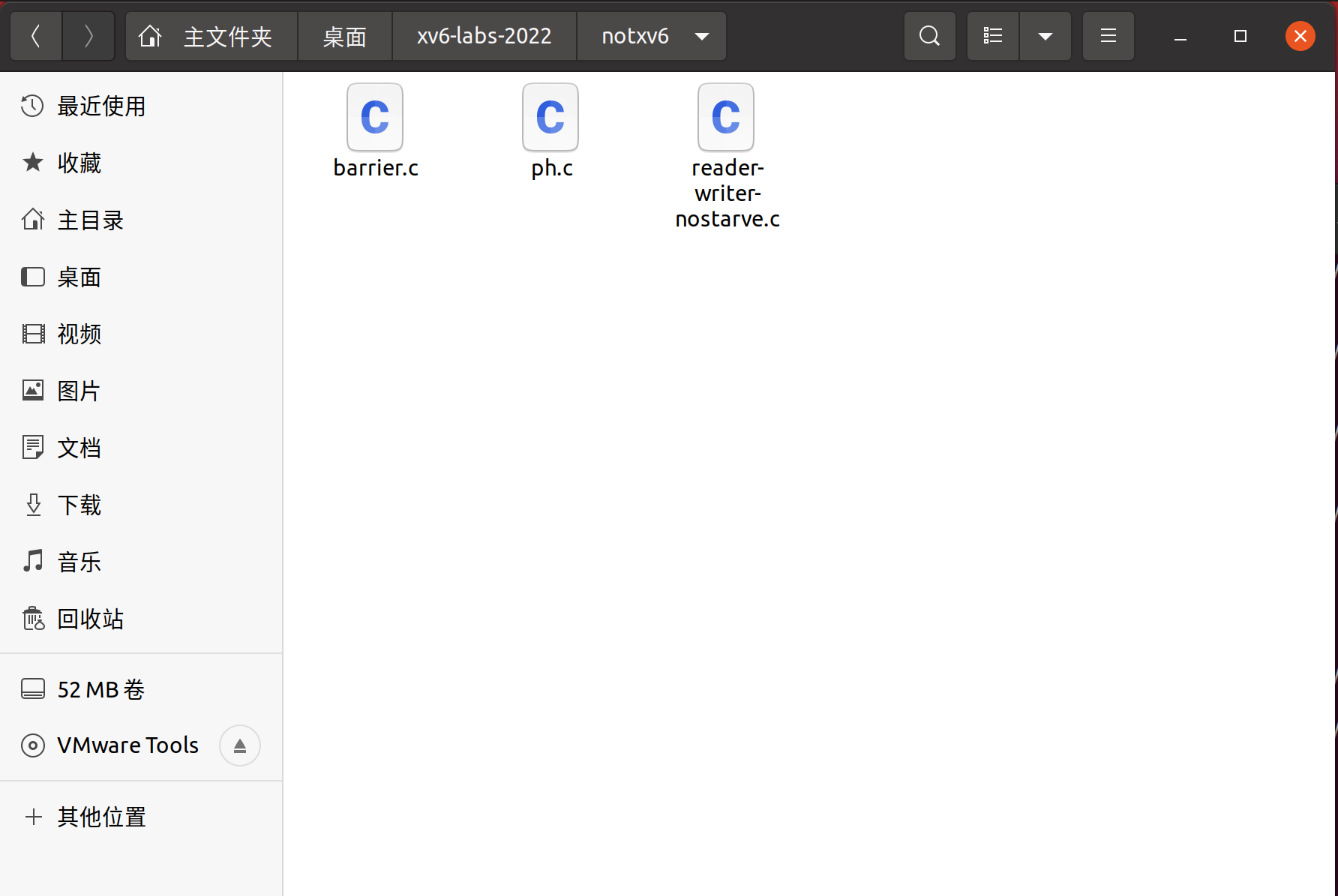 主文件夹
桌面
xv6-labs-2022
notxv6
最近使用
收藏
主目录
桌面
视频
图片
文档
下载
音乐
回收站
52 MB 卷
VMware Tools
其他位置
C
barrier.c
C
ph.c
C
reader-
writer-
nostarve.c